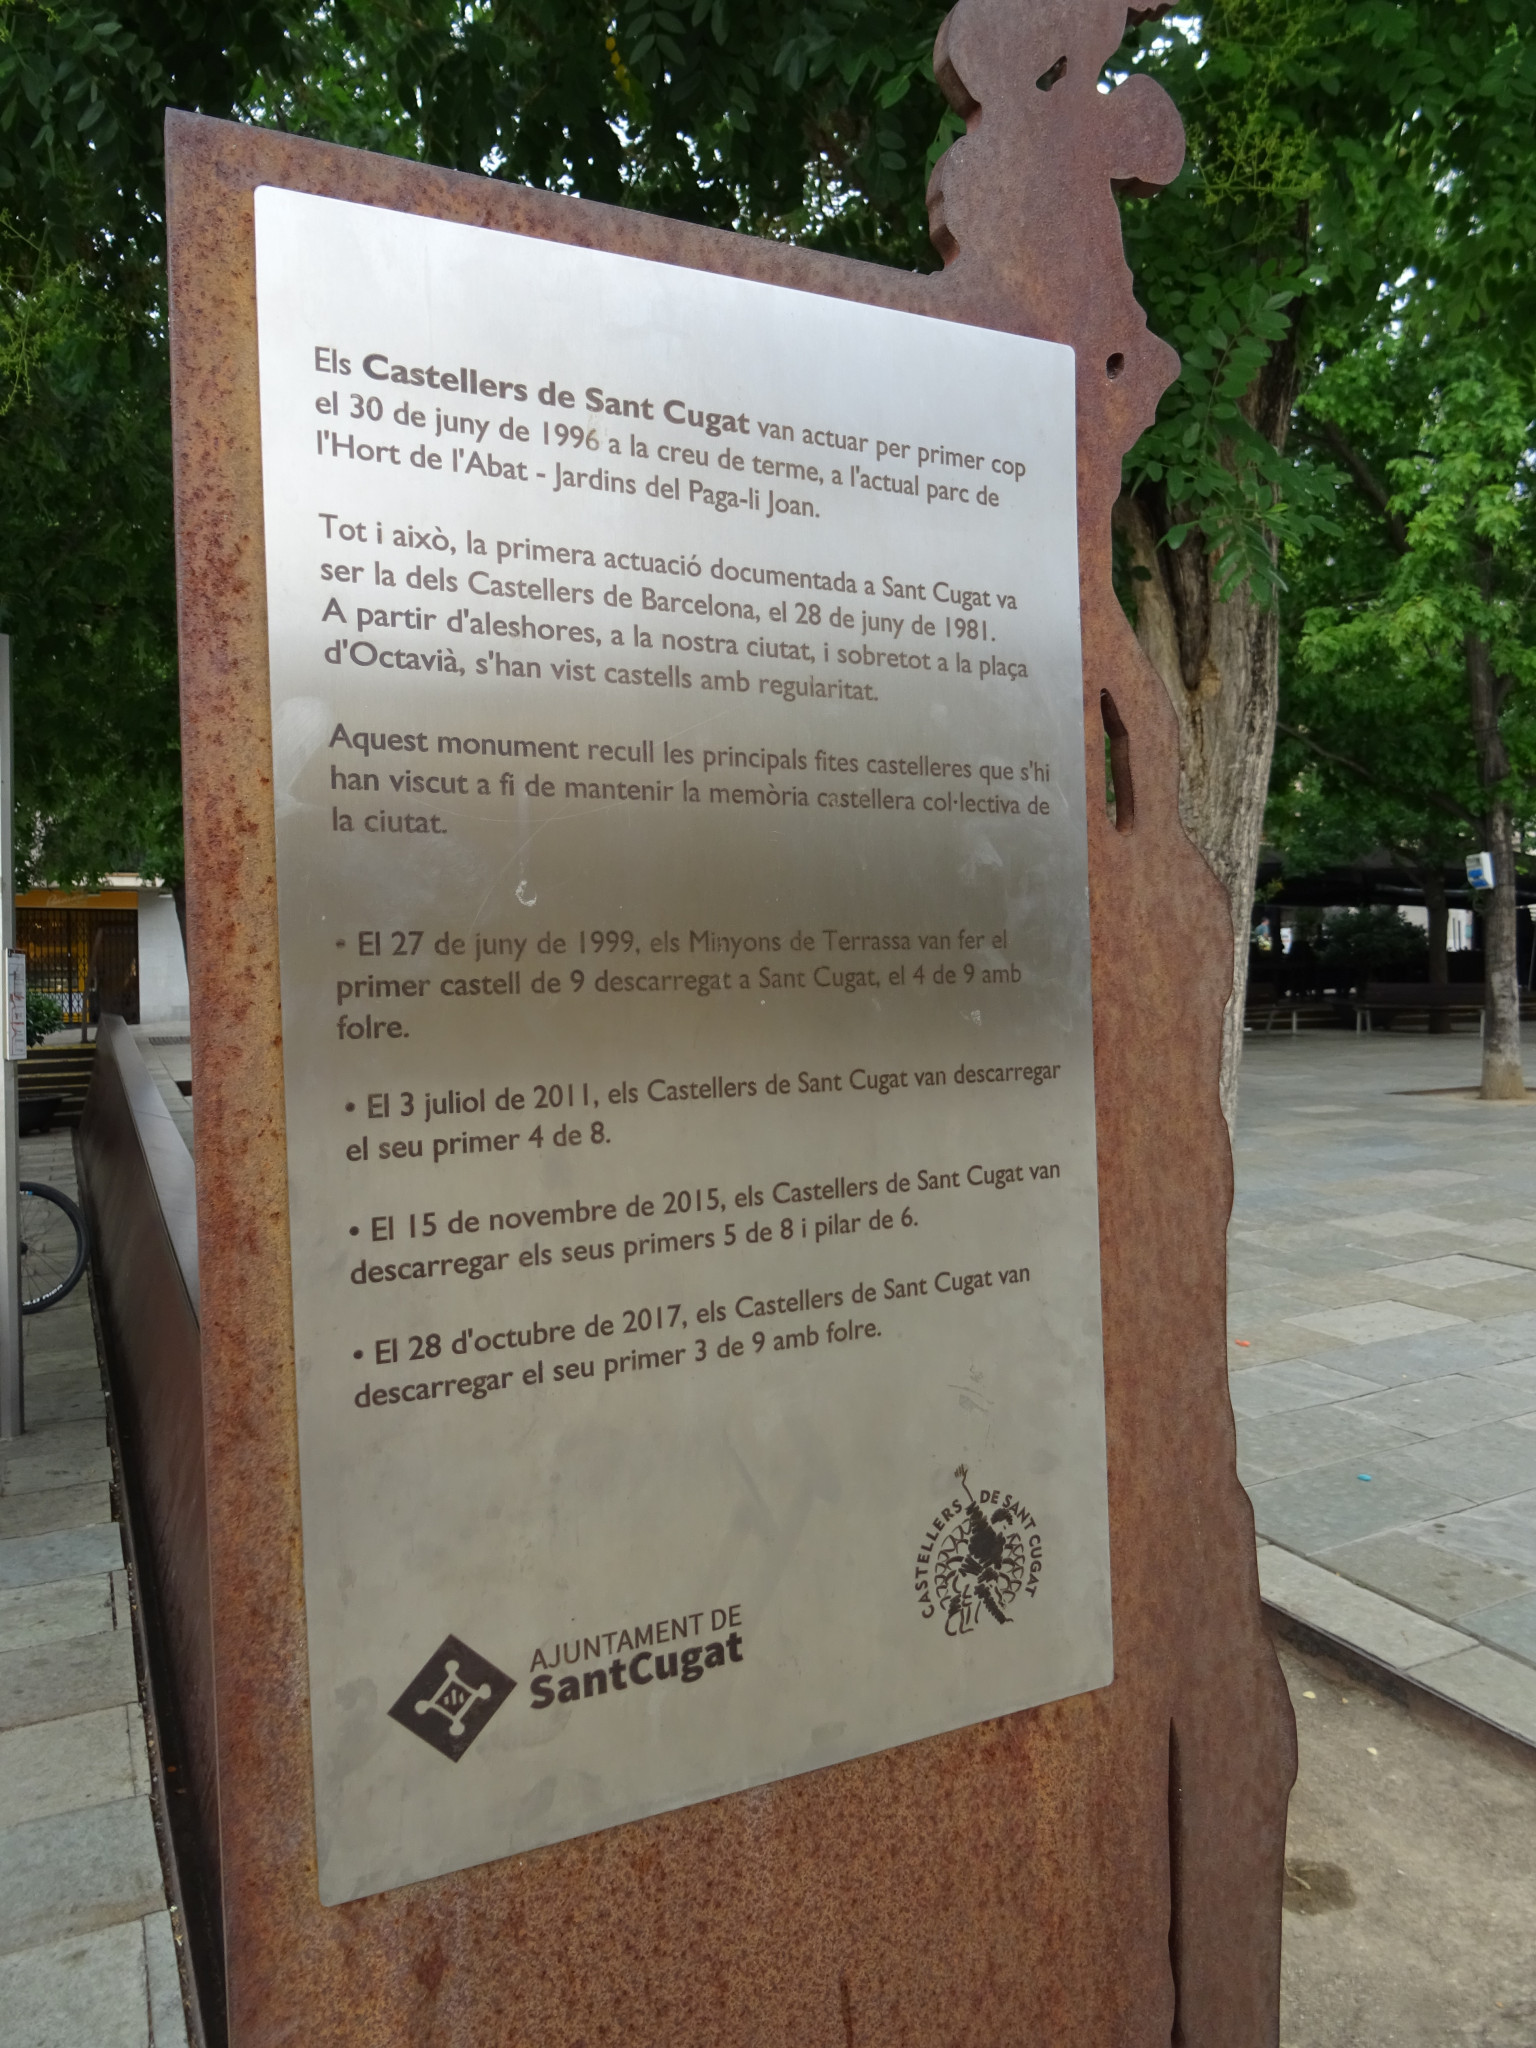 Els Castellers de Sant Cugat van actuar per primer cop
el 30 de juny de 1996 a la creu de terme, a l'actual parc de
l'Hort de l'Abat - Jardins del Paga-li Joan.
Tot i això, la primera actuació documentada a Sant Cugat va
ser la dels Castellers de Barcelona, el 28 de juny de 1981.
A partir d'aleshores, a la nostra ciutat, i sobretot a la plaça
d'Octavià, s'han vist castells amb regularitat.
Aquest monument recull les principals fites castelleres que s'hi
han viscut a fi de mantenir la memòria castellera col·lectiva de
la ciutat.
- El 27 de juny de 1999, els Minyons de Terrassa van fer el
primer castell de 9 descarregat a Sant Cugat, el 4 de 9 amb
folre.
• El 3 juliol de 2011, els Castellers de Sant Cugat van descarregar
el seu primer 4 de 8.
• El 15 de novembre de 2015, els Castellers de Sant Cugat van
descarregar els seus primers 5 de 8 i pilar de 6.
• El 28 d'octubre de 2017, els Castellers de Sant Cugat van
descarregar el seu primer 3 de 9 amb folre.
CASTELLERS DE SANT CUGAT
AJUNTAMENT DE
SantCugat